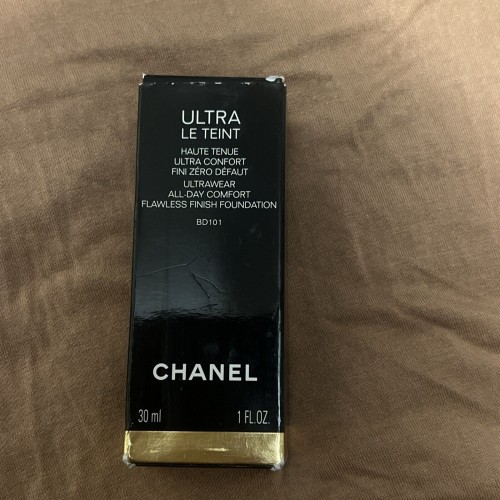 ULTRA
LE TEINT
HAUTE TENUE
ULTRA CONFORT
FINI ZÉRO DÉFAUT
ULTRAWEAR
ALL-DAY COMFORT
FLAWLESS FINISH FOUNDATION
BD101
CHANEL
30 ml 1 FL.OZ.